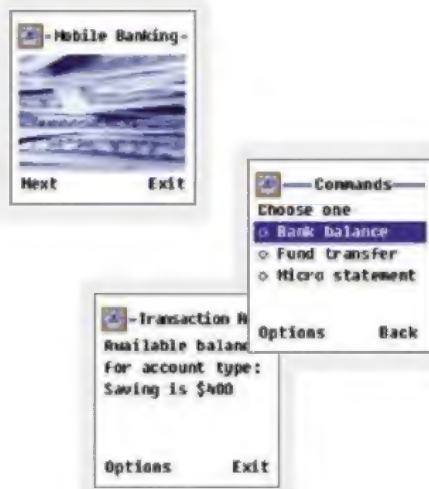 -Mobile Banking-
Next Exit
Commands
Choose one
Bank balance
Fund transfer
Micro statement
Options Back
-Transaction
Available
For account type:
Saving is $400
Options Exit